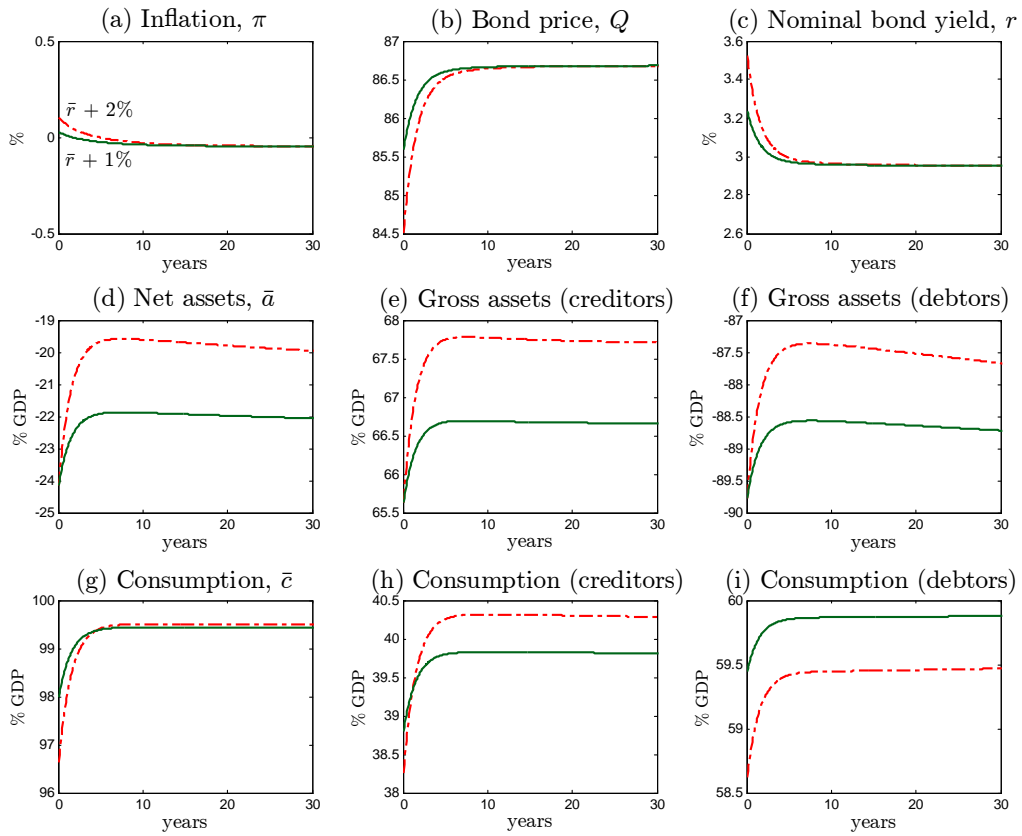 (a) Inflation, π
(b) Bond price, Q
(c) Nominal bond yield, r
0.5
0
-0.5
%
r̄ + 2%
r̄ + 1%
0 10 20 30
years
87
86.5
86
85.5
85
84.5
0 10 20 30
years
3.6
3.4
3.2
3
2.8
2.6
0 10 20 30
years
(d) Net assets, ā
(e) Gross assets (creditors)
(f) Gross assets (debtors)
% GDP
-19
-20
-21
-22
-23
-24
-25
0 10 20 30
years
68
67.5
67
66.5
66
65.5
0 10 20 30
years
-87
-87.5
-88
-88.5
-89
-89.5
-90
0 10 20 30
years
(g) Consumption, c̄
(h) Consumption (creditors)
(i) Consumption (debtors)
% GDP
100
99
98
97
96
0 10 20 30
years
% GDP
40.5
40
39.5
39
38.5
38
0 10 20 30
years
% GDP
60
59.5
59
58.5
0 10 20 30
years